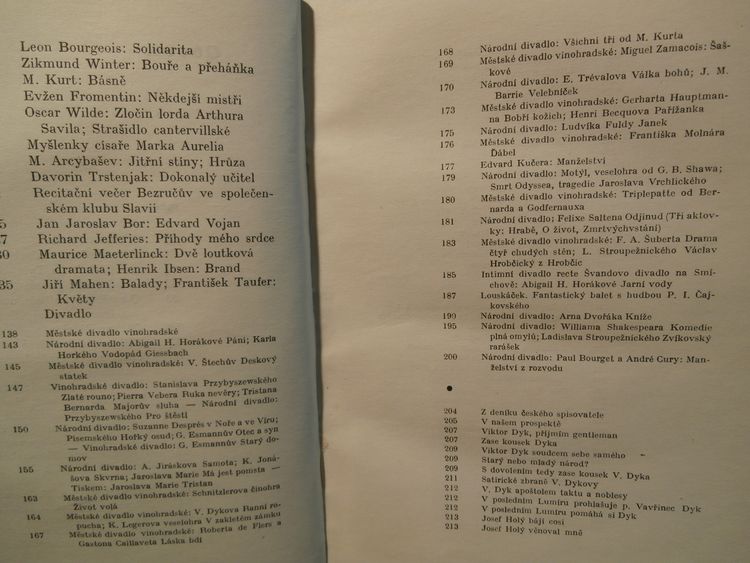 Leon Bourgeois: Solidarita
Zikmund Winter: Bouře a přeháňka
M. Kurt: Básně
Evžen Fromentin: Někdejší mistři
Oscar Wilde: Zločin lorda Arthura
Savila; Strašidlo cantervillské
Myšlenky císaře Marka Aurelia
M. Arcybašev: Jitřní stíny; Hrůza
Davorin Trstenjak: Dokonalý učitel
Recitační večer Bezručův ve společen-
ském klubu Slavii
5 Jan Jaroslav Bor: Edvard Vojan
7 Richard Jefferies: Příhody mého srdce
0 Maurice Maeterlinck: Dvě loutková
dramata; Henrik Ibsen: Brand
35 Jiří Mahen: Balady; František Taufer:
Květy
Divadlo
138 Městské divadlo vinohradské
143 Národní divadlo: Abigail H. Horákové Páni; Karla
Horkého Vodopád Giessbach
145 Městské divadlo vinohradské: V. Štechův Deskový
statek
147 Vinohradské divadlo: Stanislava Przybyszewského
Zlaté rouno; Pierra Vebera Ruka nevěry; Tristana
Bernarda Majorův sluha — Národní divadlo:
Przybyszewského Pro štěstí
150 Národní divadlo: Suzanne Després v Noře a ve Víru;
Písemského Hořký osud; G. Esmannův Otec a syn
— Vinohradské divadlo: G. Esmannův Starý do-
mov
155 Národní divadlo: A. Jiráskova Samota; K. Joná-
šova Skvrna; Jaroslava Marie Má jest pomsta —
Tiskem: Jaroslava Marie Tristan
163 Městské divadlo vinohradské: Schnitzlerova činohra
Život volá
164 Městské divadlo vinohradské: V. Dykova Ranní ro-
pucha; K. Legerova veselohra V zakletém zámku
167 Městské divadlo vinohradské: Roberta de Flers a
Gastona Caillaveta Láska bdí
168 Národní divadlo: Všichni tři od M. Kurta
169 Městské divadlo vinohradské: Miguel Zamacois: Šaš-
kové
170 Národní divadlo: E. Trévalova Válka bohů; J. M.
Barrie Velebníček
173 Městské divadlo vinohradské: Gerharta Hauptman-
na Bobří kožich; Henri Becquova Pařížanka
175 Národní divadlo: Ludvíka Fuldy Janek
176 Městské divadlo vinohradské: Františka Molnára
Ďábel
177 Edvard Kučera: Manželství
179 Národní divadlo: Motýl, veselohra od G. B. Shawa;
Smrt Odyssea, tragedie Jaroslava Vrchlického
180 Městské divadlo vinohradské: Triplepatte od Ber-
narda a Godfernauxa
181 Národní divadlo; Felixe Saltena Odjinud (Tři aktov-
ky: Hrabě, O život, Zmrtvýchvstání)
183 Městské divadlo vinohradské: F. A. Šuberta Drama
čtyř chudých stěn; L. Stroupežnického Václav
Hrobčický z Hrobčic
185 Intimní divadlo recte Švandovo divadlo na Smí-
chově: Abigail H. Horákové Jarní vody
187 Louskáček. Fantastický balet s hudbou P. I. Čaj-
kovského
190 Národní divadlo: Arna Dvořáka Kníže
195 Národní divadlo: Williama Shakespeara Komedie
plná omylů; Ladislava Stroupežnického Zvíkovský
rarášek
200 Národní divadlo: Paul Bourget a André Cury: Man-
želství z rozvodu
204 Z deníku českého spisovatele
205 V našem prospektě
207 Viktor Dyk, příjmím gentleman
207 Zase kousek Dyka
209 Viktor Dyk soudcem sebe samého
209 Starý nebo mladý národ?
209 S dovolením tedy zase kousek V. Dyka
211 Satirické zbraně V. Dykovy
212 V. Dyk apoštolem taktu a noblesy
212 V posledním Lumíru prohlašuje p. Vavřinec Dyk
212 V posledním Lumíru pomáhá si Dyk
213 Josef Holý bájí cosi
213 Josef Holý věnoval mně